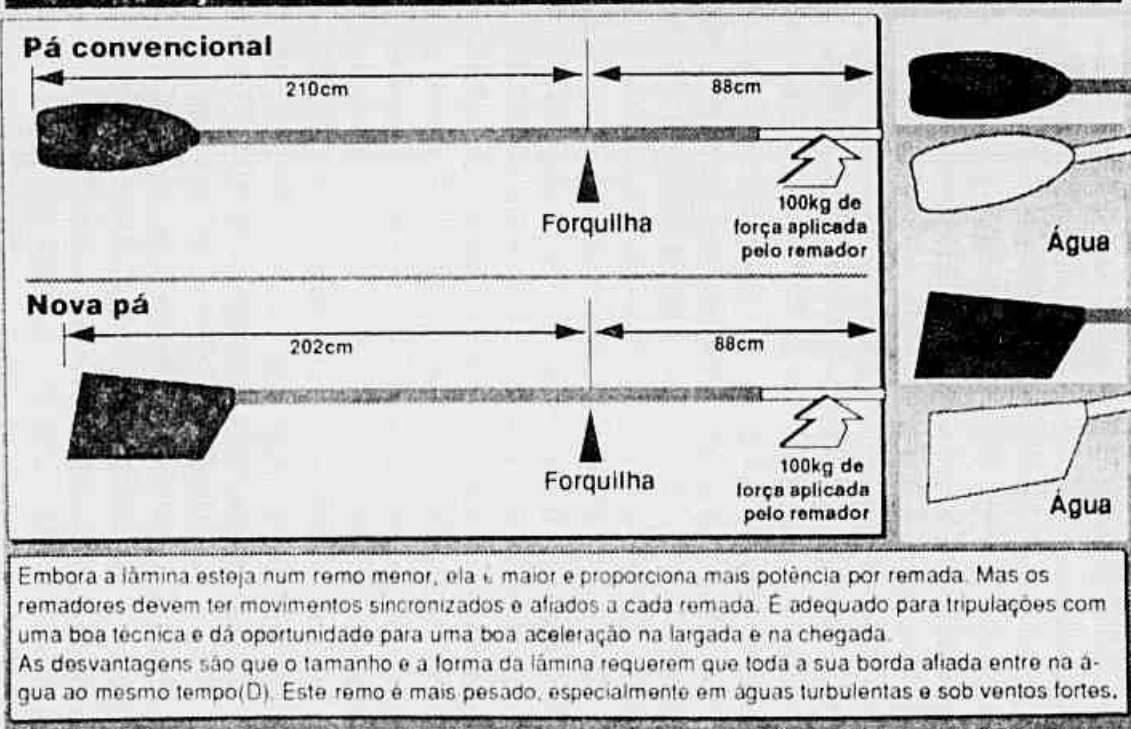 Pá convencional
210cm
88cm
Forquilha
100kg de
força aplicada
pelo remador
Água
Nova pá
202cm
88cm
Forquilha
100kg de
força aplicada
pelo remador
Água
Embora a lâmina esteja num remo menor, ela é maior e proporciona mais potência por remada. Mas os
remadores devem ter movimentos sincronizados e afiados a cada remada. É adequado para tripulações com
uma boa técnica e dá oportunidade para uma boa aceleração na largada e na chegada.
As desvantagens são que o tamanho e a forma da lâmina requerem que toda a sua borda afiada entre na á-
gua ao mesmo tempo(D). Este remo é mais pesado, especialmente em águas turbulentas e sob ventos fortes.